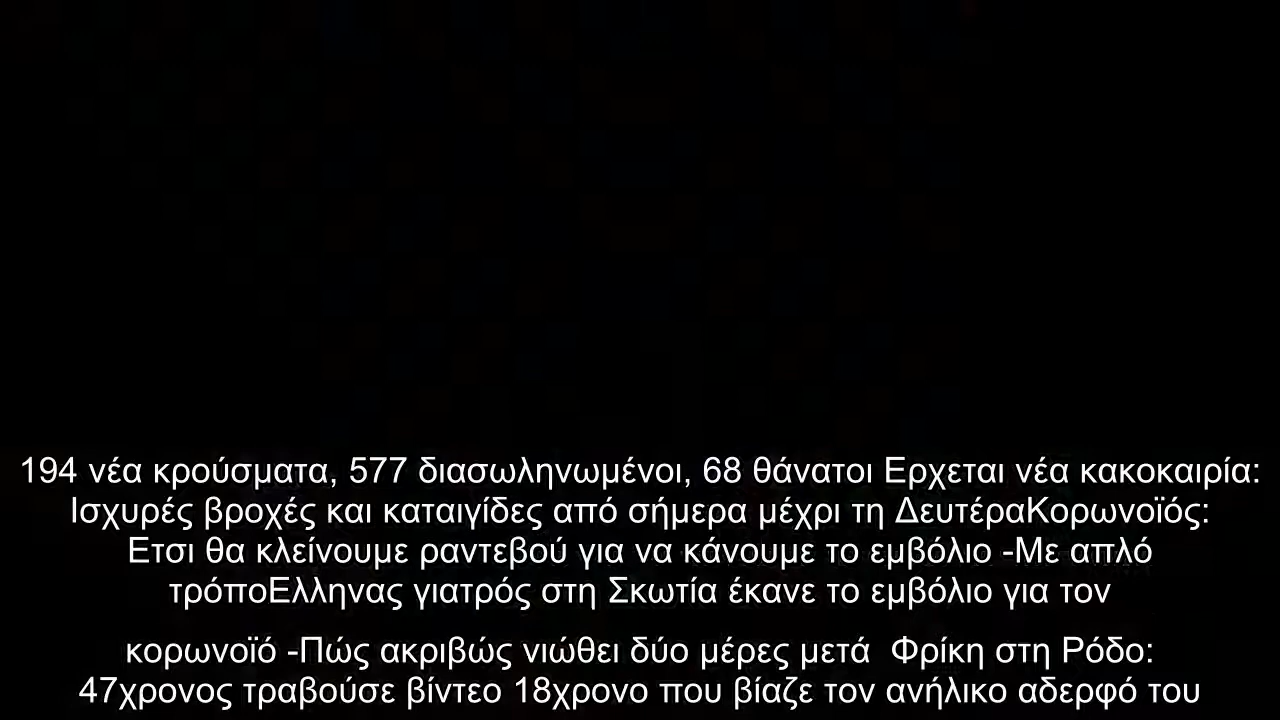 194 νέα κρούσματα, 577 διασωληνωμένοι, 68 θάνατοι Ερχεται νέα κακοκαιρία:
Ισχυρές βροχές και καταιγίδες από σήμερα μέχρι τη ΔευτέραΚορωνοϊός:
Ετσι θα κλείνουμε ραντεβού για να κάνουμε το εμβόλιο -Με απλό
τρόποΕλληνας γιατρός στη Σκωτία έκανε το εμβόλιο για τον
κορωνοϊό -Πώς ακριβώς νιώθει δύο μέρες μετά  Φρίκη στη Ρόδο:
47χρονος τραβούσε βίντεο 18χρονο που βίαζε τον ανήλικο αδερφό του